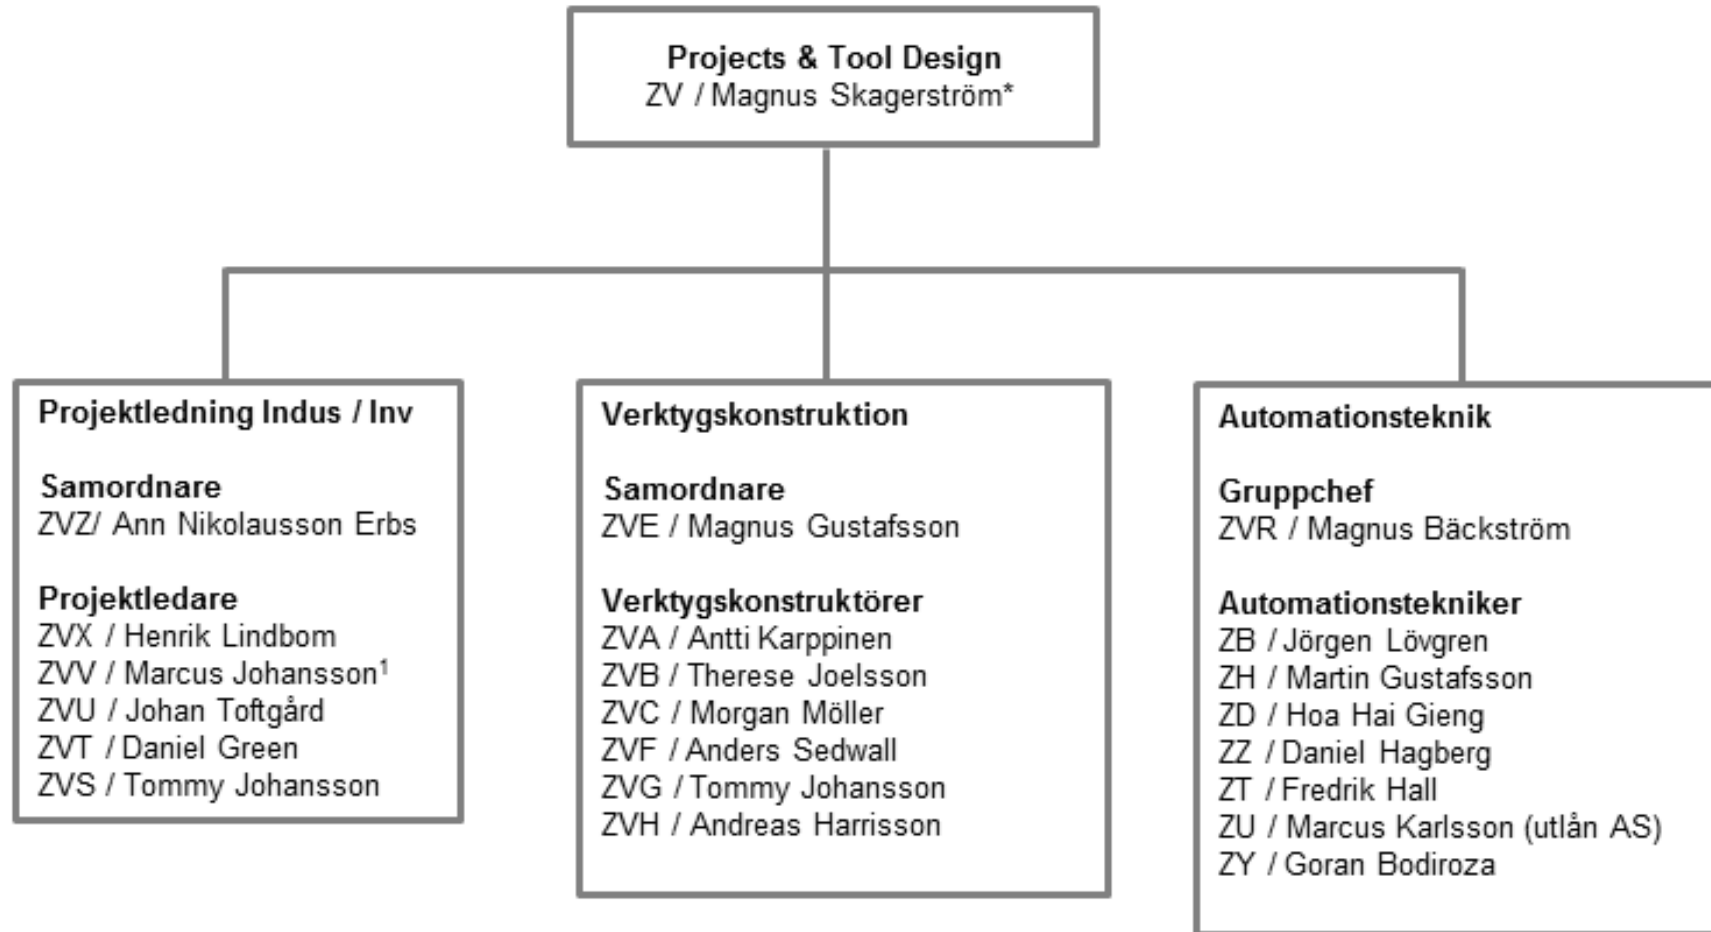 Projects & Tool Design
ZV / Magnus Skagerström*
Projektledning Indus / Inv
Samordnare
ZVZ/ Ann Nikolausson Erbs
Projektledare
ZVX / Henrik Lindbom
ZVV / Marcus Johansson¹
ZVU / Johan Toftgård
ZVT / Daniel Green
ZVS / Tommy Johansson
Verktygskonstruktion
Samordnare
ZVE / Magnus Gustafsson
Verktygskonstruktörer
ZVA / Antti Karppinen
ZVB / Therese Joelsson
ZVC / Morgan Möller
ZVF / Anders Sedwall
ZVG / Tommy Johansson
ZVH / Andreas Harrisson
Automationsteknik
Gruppchef
ZVR / Magnus Bäckström
Automationstekniker
ZB / Jörgen Lövgren
ZH / Martin Gustafsson
ZD / Hoa Hai Gieng
ZZ / Daniel Hagberg
ZT / Fredrik Hall
ZU / Marcus Karlsson (utlån AS)
ZY / Goran Bodiroza